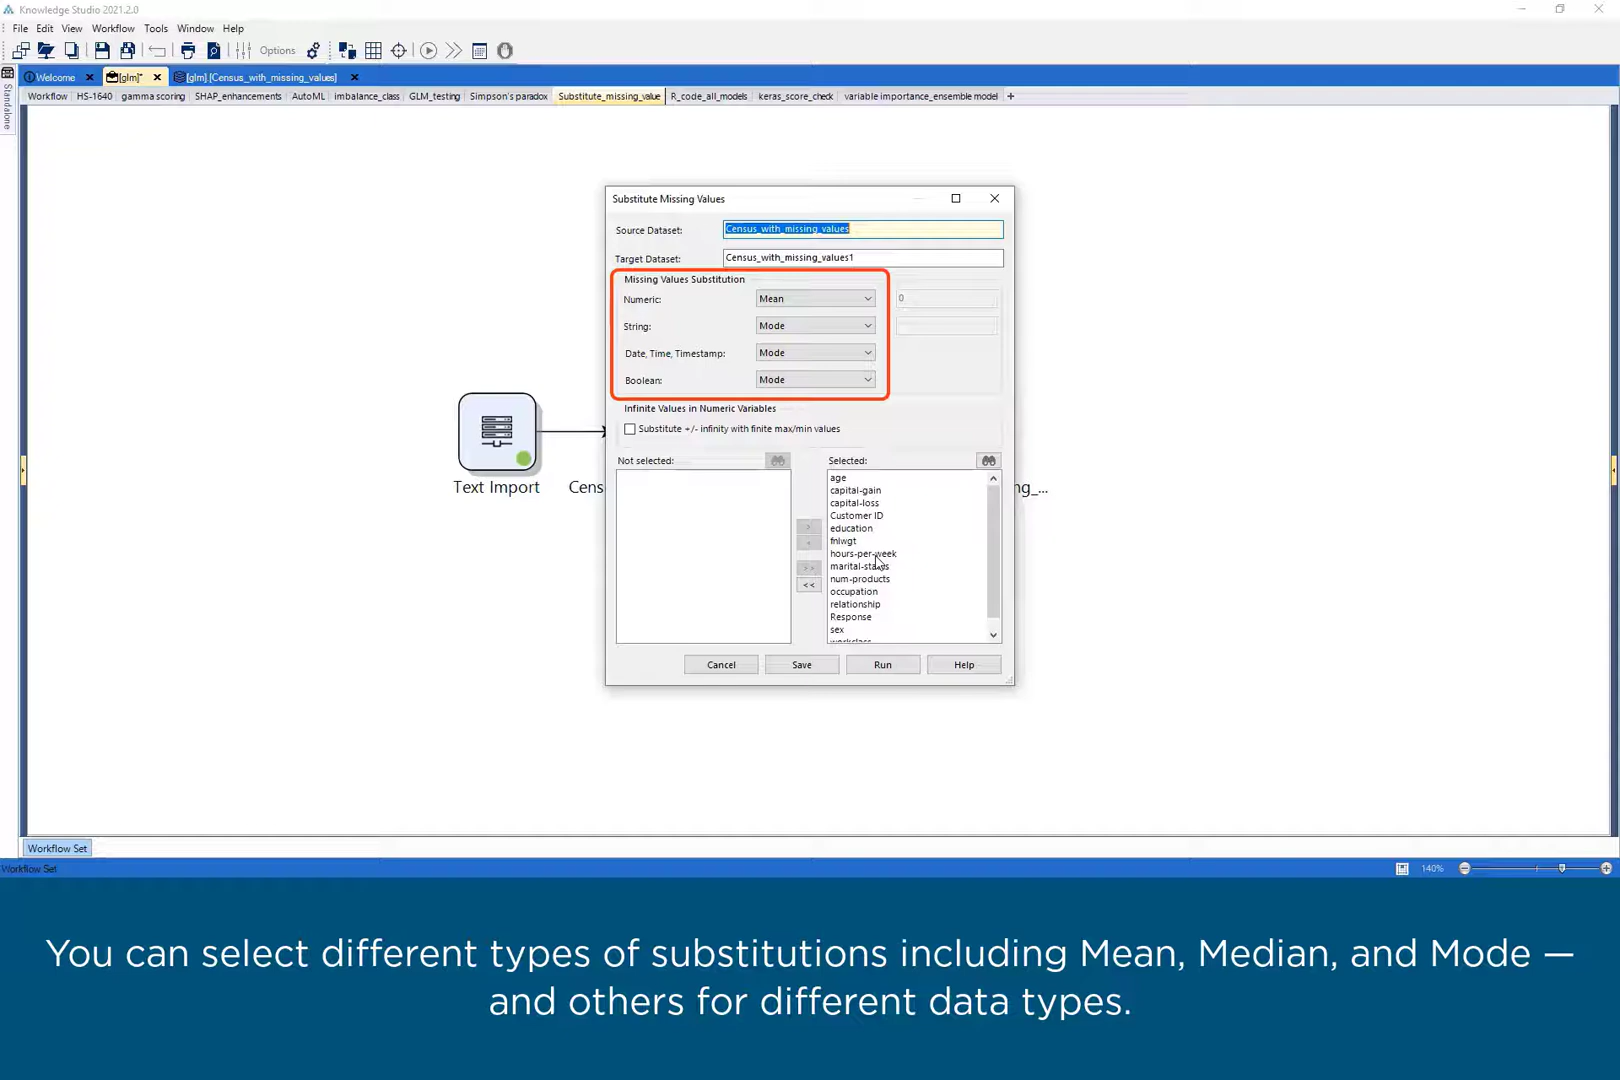 Knowledge Studio 2021.2.0
File Edit View Workflow Tools Window Help
Options
Welcome [glm]* [glm] [Census_with_missing_values]
Workflow HS-1640 gamma scoring SHAP_enhancements AutoML imbalance_class GLM_testing Simpson's paradox Substitute_missing_value R_code_all_models keras_score_check variable importance_ensemble model +
Standalone
Substitute Missing Values
Source Dataset: Census_with_missing_values
Target Dataset: Census_with_missing_values1
Missing Values Substitution
Numeric: Mean 0
String: Mode
Date, Time, Timestamp: Mode
Boolean: Mode
Infinite Values in Numeric Variables
Substitute +/- infinity with finite max/min values
Not selected: Selected:
age
capital-gain
capital-loss
Customer ID
education
fnlwgt
hours-per-week
marital-status
num-products
occupation
relationship
Response
sex
workclass
>
<
>>
<<
Cancel Save Run Help
Text Import Cens ng_...
Workflow Set
Workflow Set 140%
You can select different types of substitutions including Mean, Median, and Mode —
and others for different data types.